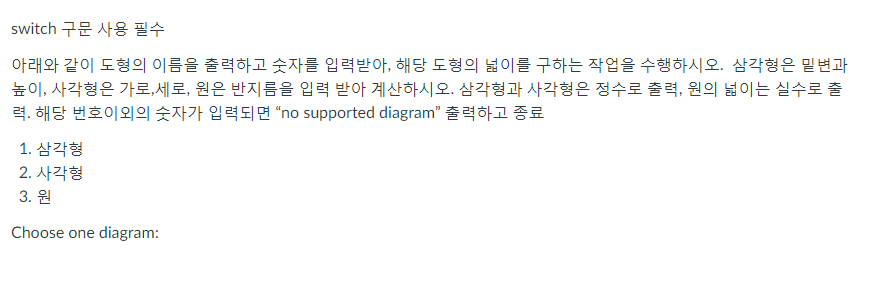 switch 구문 사용 필수
아래와 같이 도형의 이름을 출력하고 숫자를 입력받아, 해당 도형의 넓이를 구하는 작업을 수행하시오. 삼각형은 밑변과
높이, 사각형은 가로,세로, 원은 반지름을 입력 받아 계산하시오. 삼각형과 사각형은 정수로 출력, 원의 넓이는 실수로 출
력. 해당 번호이외의 숫자가 입력되면 “no supported diagram” 출력하고 종료
1. 삼각형
2. 사각형
3. 원
Choose one diagram: